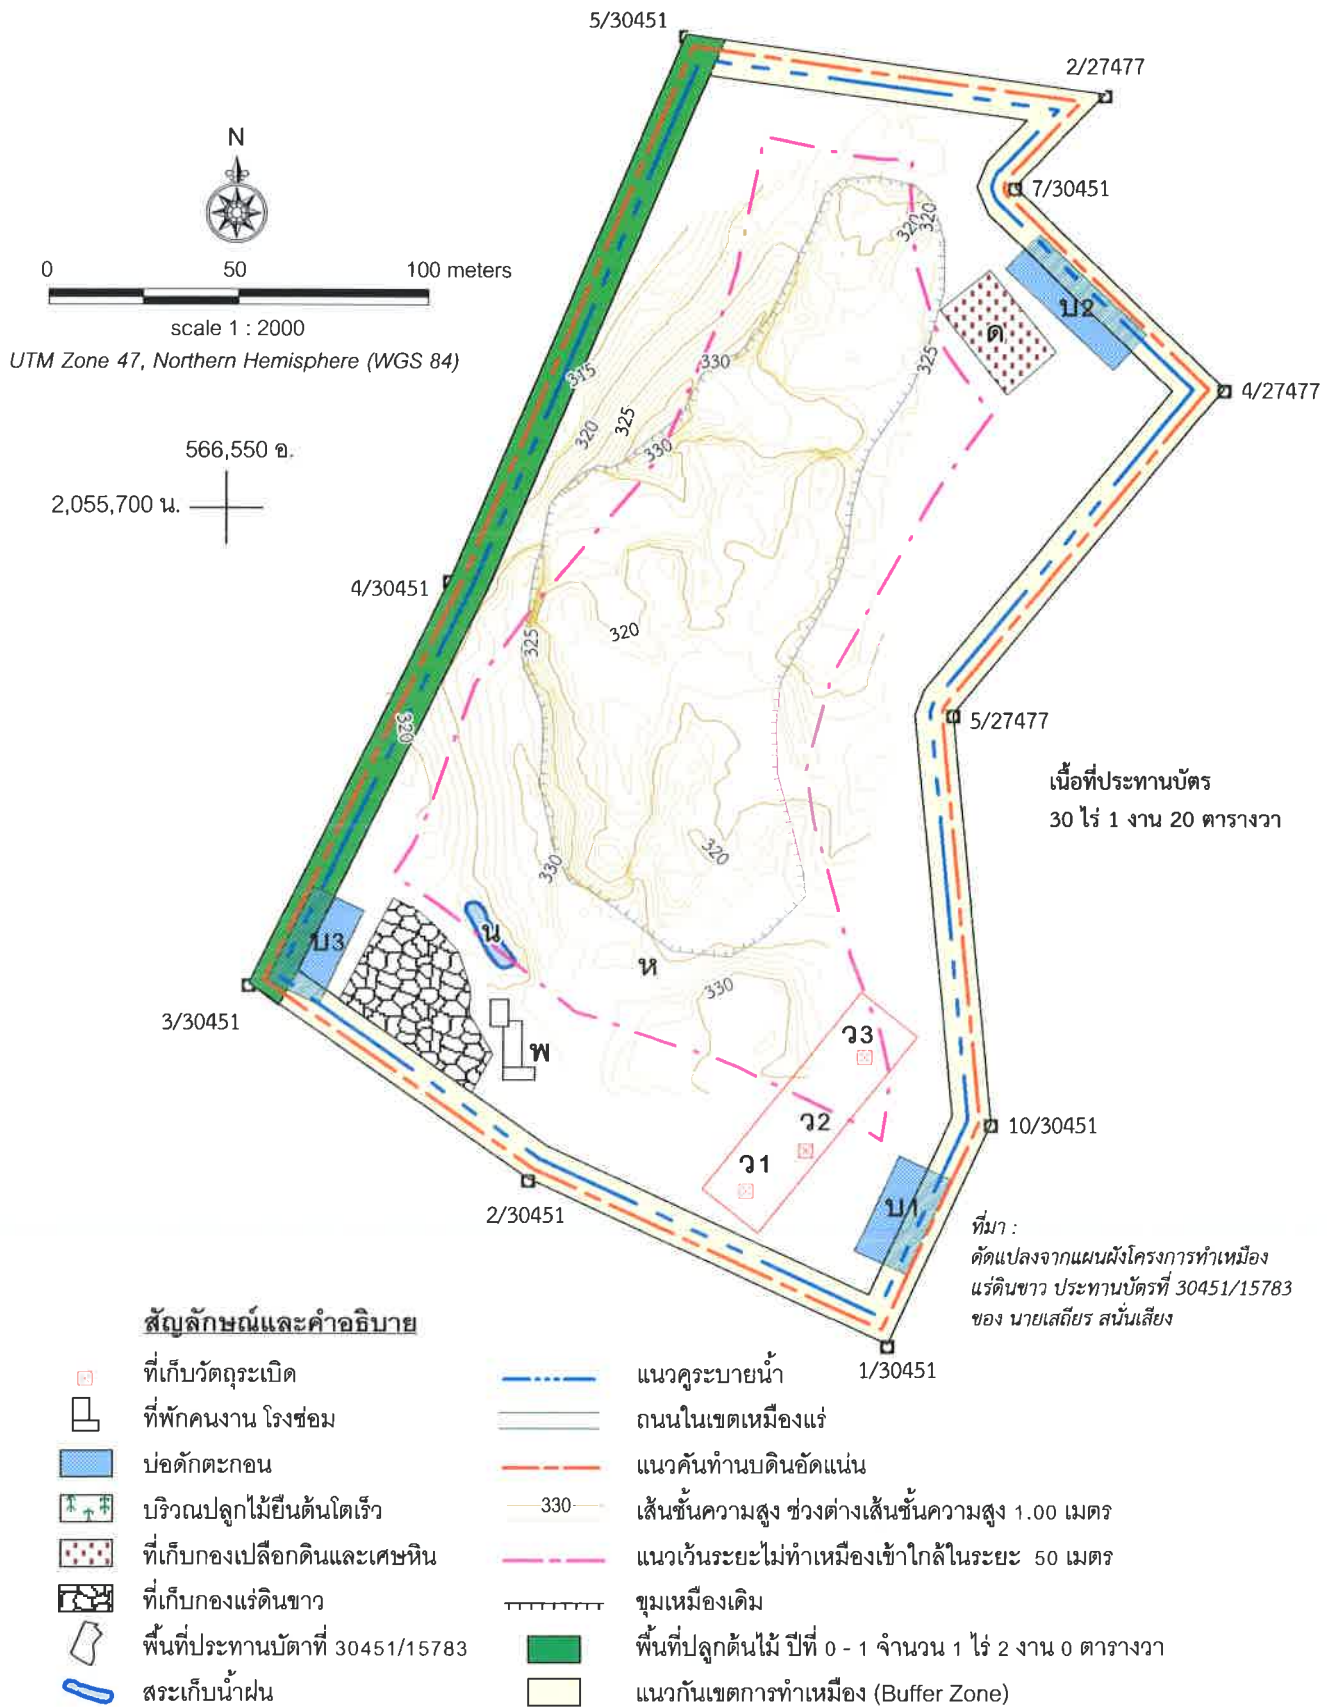 5/30451
2/27477
N
7/30451
0 50 100 meters
scale 1 : 2000
UTM Zone 47, Northern Hemisphere (WGS 84)
320
320
บ2
ด
325
330
315
4/27477
320
325
330
566,550 อ.
2,055,700 น.
4/30451
320
325
320
5/27477
เนื้อที่ประทานบัตร
30 ไร่ 1 งาน 20 ตารางวา
320
330
บ3
น
ห
330
3/30451
ว3
พ
ว2
10/30451
ว1
2/30451
บ1
ที่มา :
ดัดแปลงจากแผนผังโครงการทำเหมือง
แร่ดินขาว ประทานบัตรที่ 30451/15783
ของ นายเสถียร สนั่นเสียง
1/30451
สัญลักษณ์และคำอธิบาย
ที่เก็บวัตถุระเบิด
ที่พักคนงาน โรงซ่อม
บ่อดักตะกอน
บริวณปลูกไม้ยืนต้นโตเร็ว
ที่เก็บกองเปลือกดินและเศษหิน
ที่เก็บกองแร่ดินขาว
พื้นที่ประทานบัตาที่ 30451/15783
สระเก็บน้ำฝน
แนวคูระบายน้ำ
ถนนในเขตเหมืองแร่
แนวคันทำนบดินอัดแน่น
330 เส้นชั้นความสูง ช่วงต่างเส้นชั้นความสูง 1.00 เมตร
แนวเว้นระยะไม่ทำเหมืองเข้าใกล้ในระยะ 50 เมตร
ขุมเหมืองเดิม
พื้นที่ปลูกต้นไม้ ปีที่ 0 - 1 จำนวน 1 ไร่ 2 งาน 0 ตารางวา
แนวกันเขตการทำเหมือง (Buffer Zone)